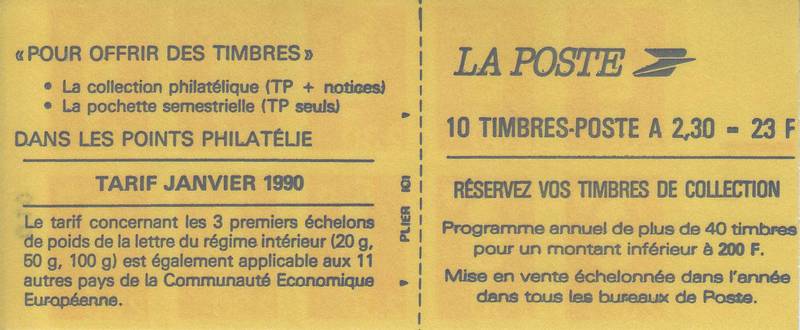 «POUR OFFRIR DES TIMBRES»
• La collection philatélique (TP + notices)
• La pochette semestrielle (TP seuls)
DANS LES POINTS PHILATÉLIE
TARIF JANVIER 1990
Le tarif concernant les 3 premiers échelons
de poids de la lettre du régime intérieur (20 g,
50 g, 100 g) est également applicable aux 11
autres pays de la Communauté Economique
Européenne.
PLIER ICI
LA POSTE
10 TIMBRES-POSTE A 2,30 = 23 F
RÉSERVEZ VOS TIMBRES DE COLLECTION
Programme annuel de plus de 40 timbres
pour un montant inférieur à 200 F.
Mise en vente échelonnée dans l'année
dans tous les bureaux de Poste.